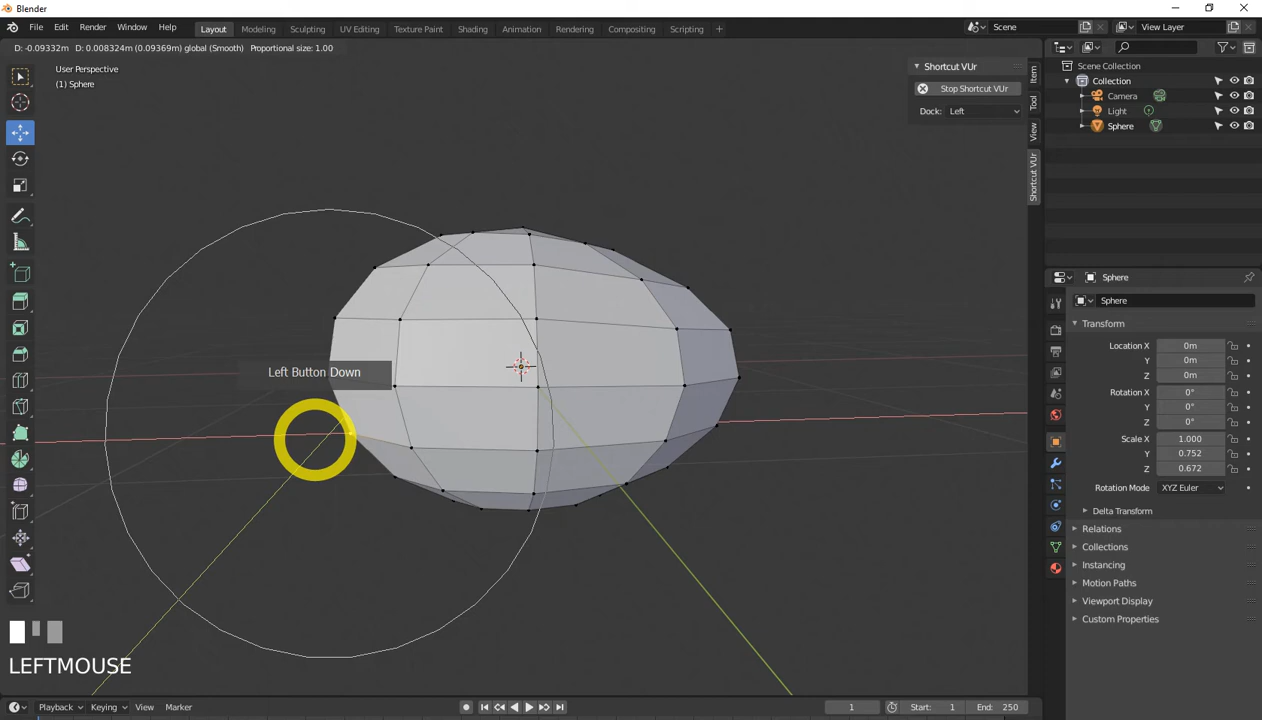 Blender
File Edit Render Window Help Layout Modeling Sculpting UV Editing Texture Paint Shading Animation Rendering Compositing Scripting + Scene View Layer
D: -0.09332m D: 0.008324m (0.09369m) global (Smooth) Proportional size: 1.00
User Perspective
(1) Sphere
Shortcut VUr
Stop Shortcut VUr
Dock: Left
Item
Tool
View
Shortcut VUr
Scene Collection
Collection
Camera
Light
Sphere
Left Button Down
LEFTMOUSE
Sphere
Sphere
Transform
Location X 0m
Y 0m
Z 0m
Rotation X 0°
Y 0°
Z 0°
Scale X 1.000
Y 0.752
Z 0.672
Rotation Mode XYZ Euler
Delta Transform
Relations
Collections
Instancing
Motion Paths
Viewport Display
Custom Properties
Playback Keying View Marker 1 Start: 1 End: 250